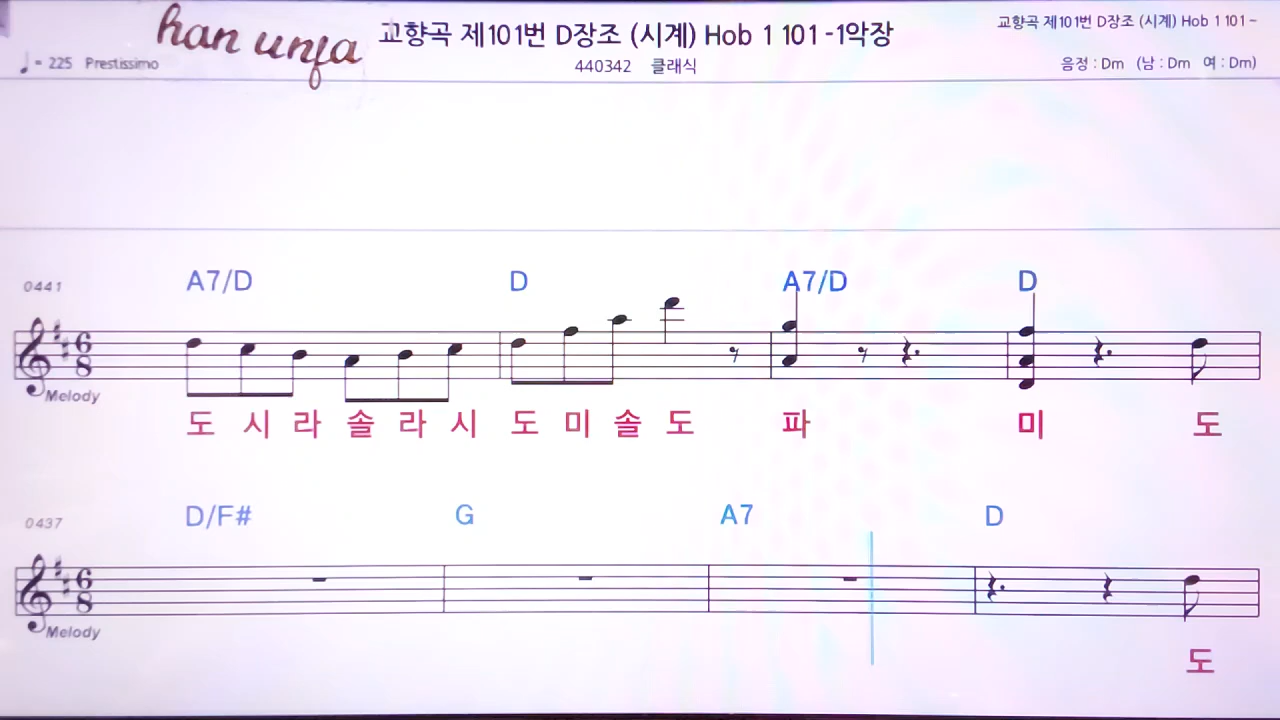 han unfa
교향곡 제101번 D장조 (시계) Hob 1 101 -1악장
교향곡 제101번 D장조 (시계) Hob 1 101 ~
♩ = 225 Prestissimo
440342 클래식
음정 : Dm (남 : Dm 여 : Dm)
0441 A7/D D A7/D D
6 8
Melody
도 시 라 솔 라 시 도 미 솔 도 파 미 도
0437 D/F# G A7 D
6 8
Melody
도